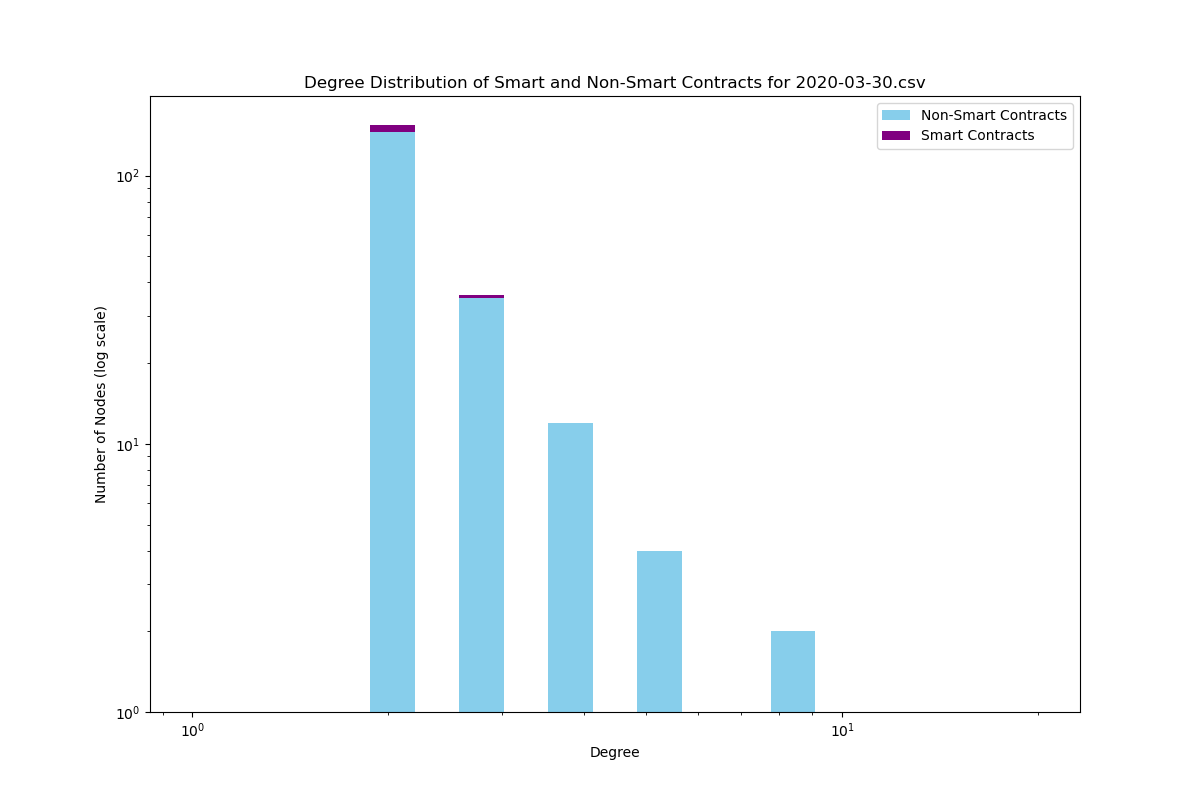 Degree Distribution of Smart and Non-Smart Contracts for 2020-03-30.csv
Non-Smart Contracts
Smart Contracts
10²
10¹
10⁰
Number of Nodes (log scale)
10⁰ 10¹
Degree